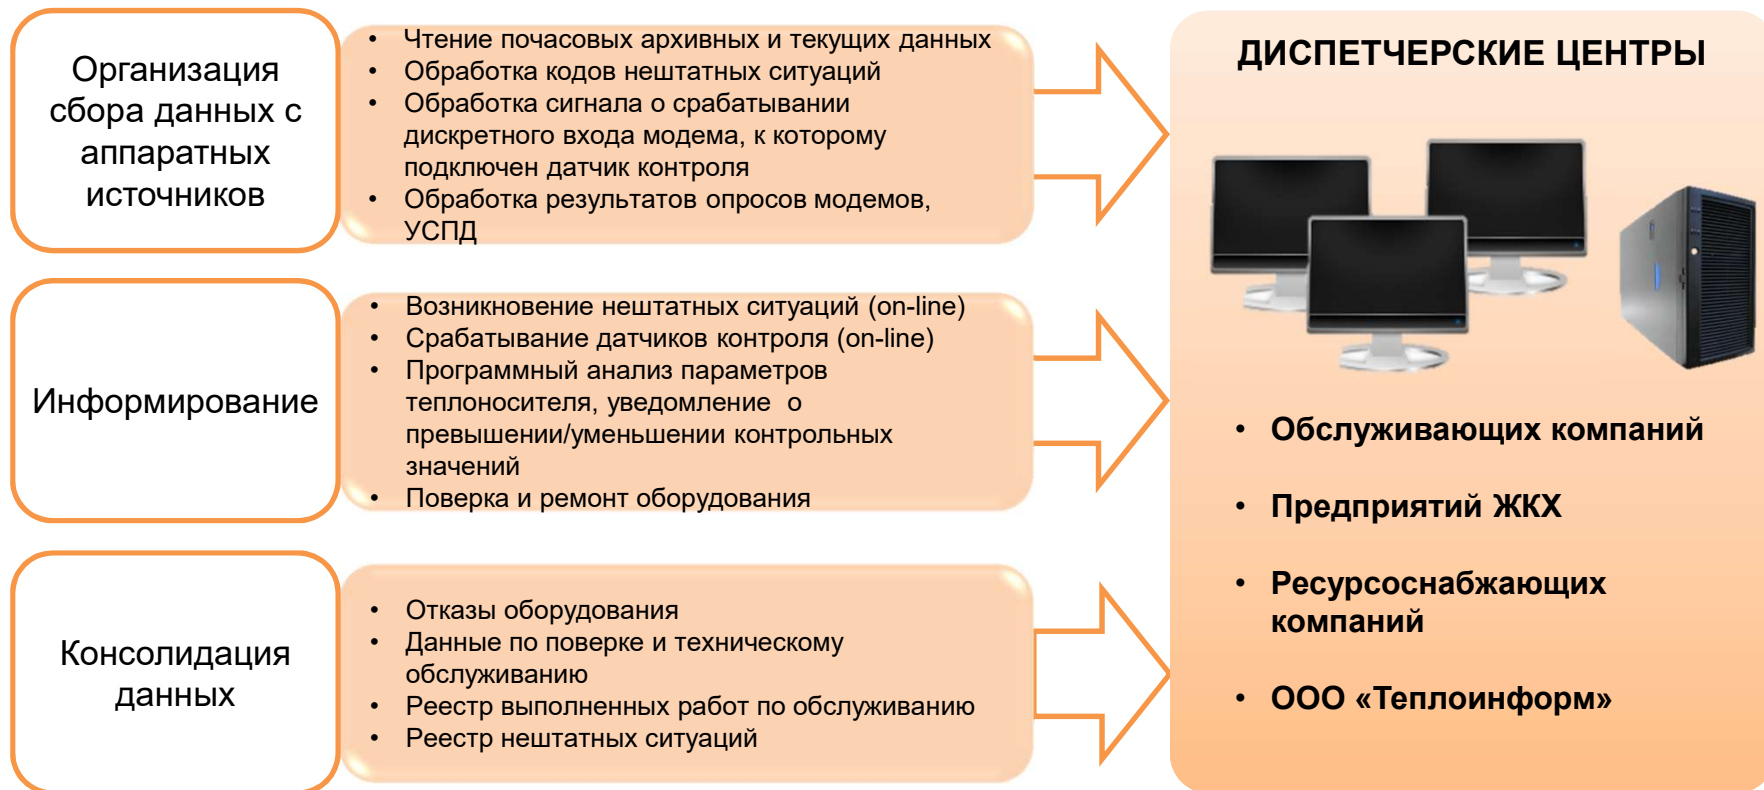 Организация
сбора данных с
аппаратных
источников
• Чтение почасовых архивных и текущих данных
• Обработка кодов нештатных ситуаций
• Обработка сигнала о срабатывании
дискретного входа модема, к которому
подключен датчик контроля
• Обработка результатов опросов модемов,
УСПД
Информирование
• Возникновение нештатных ситуаций (on-line)
• Срабатывание датчиков контроля (on-line)
• Программный анализ параметров
теплоносителя, уведомление о
превышении/уменьшении контрольных
значений
• Поверка и ремонт оборудования
Консолидация
данных
• Отказы оборудования
• Данные по поверке и техническому
обслуживанию
• Реестр выполненных работ по обслуживанию
• Реестр нештатных ситуаций
ДИСПЕТЧЕРСКИЕ ЦЕНТРЫ
• Обслуживающих компаний
• Предприятий ЖКХ
• Ресурсоснабжающих
компаний
• ООО «Теплоинформ»